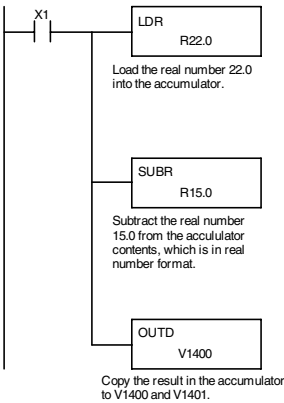 X1
LDR
R22.0
Load the real number 22.0
into the accumulator.
SUBR
R15.0
Subtract the real number
15.0 from the accululator
contents, which is in real
number format.
OUTD
V1400
Copy the result in the accumulator
to V1400 and V1401.